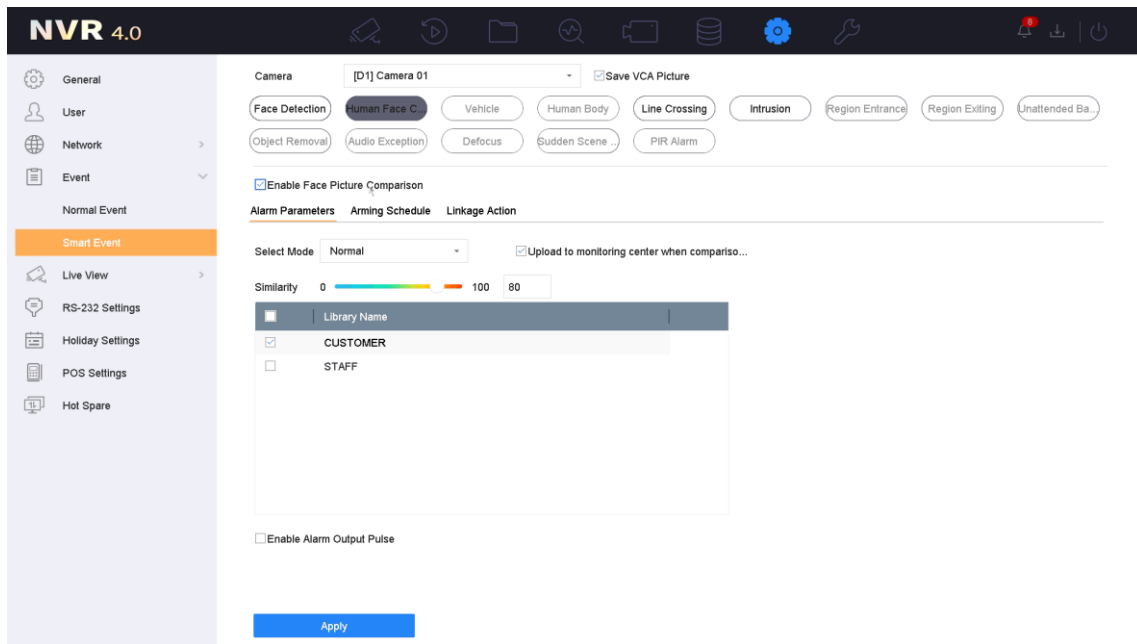 NVR 4.0
8
General
User
Network
Event
Normal Event
Smart Event
Live View
RS-232 Settings
Holiday Settings
POS Settings
Hot Spare
Camera [D1] Camera 01 Save VCA Picture
Face Detection Human Face C... Vehicle Human Body Line Crossing Intrusion Region Entrance Region Exiting Unattended Ba...
Object Removal Audio Exception Defocus Sudden Scene ... PIR Alarm
Enable Face Picture Comparison
Alarm Parameters Arming Schedule Linkage Action
Select Mode Normal Upload to monitoring center when compariso...
Similarity 0 100 80
Library Name
CUSTOMER
STAFF
Enable Alarm Output Pulse
Apply